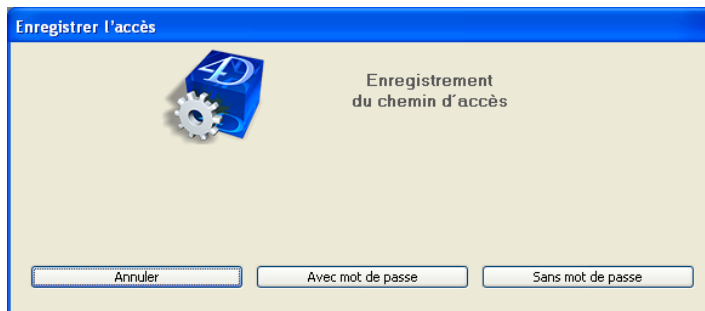 Enregistrer l'accès
4D
Enregistrement
du chemin d´accès
Annuler
Avec mot de passe
Sans mot de passe